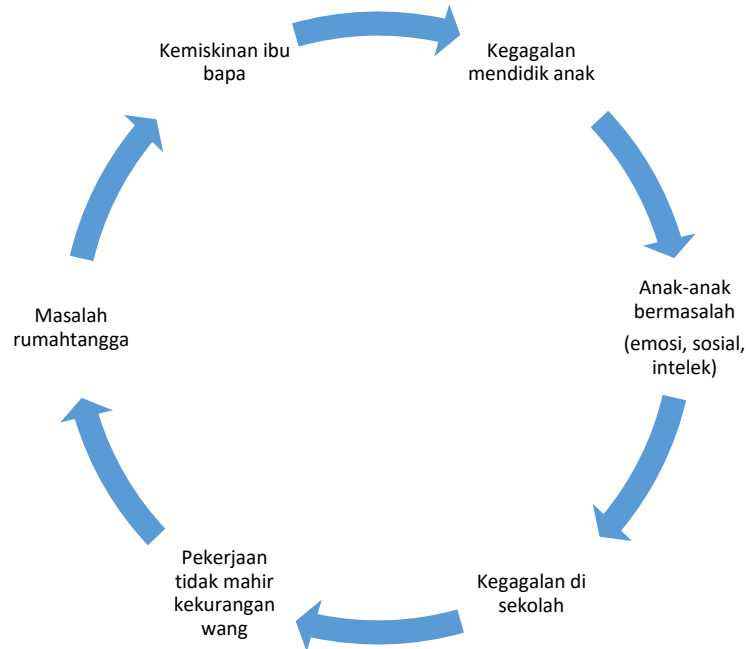 Kemiskinan ibu
bapa
Kegagalan
mendidik anak
Anak-anak
bermasalah
(emosi, sosial,
intelek)
Kegagalan di
sekolah
Pekerjaan
tidak mahir
kekurangan
wang
Masalah
rumahtangga